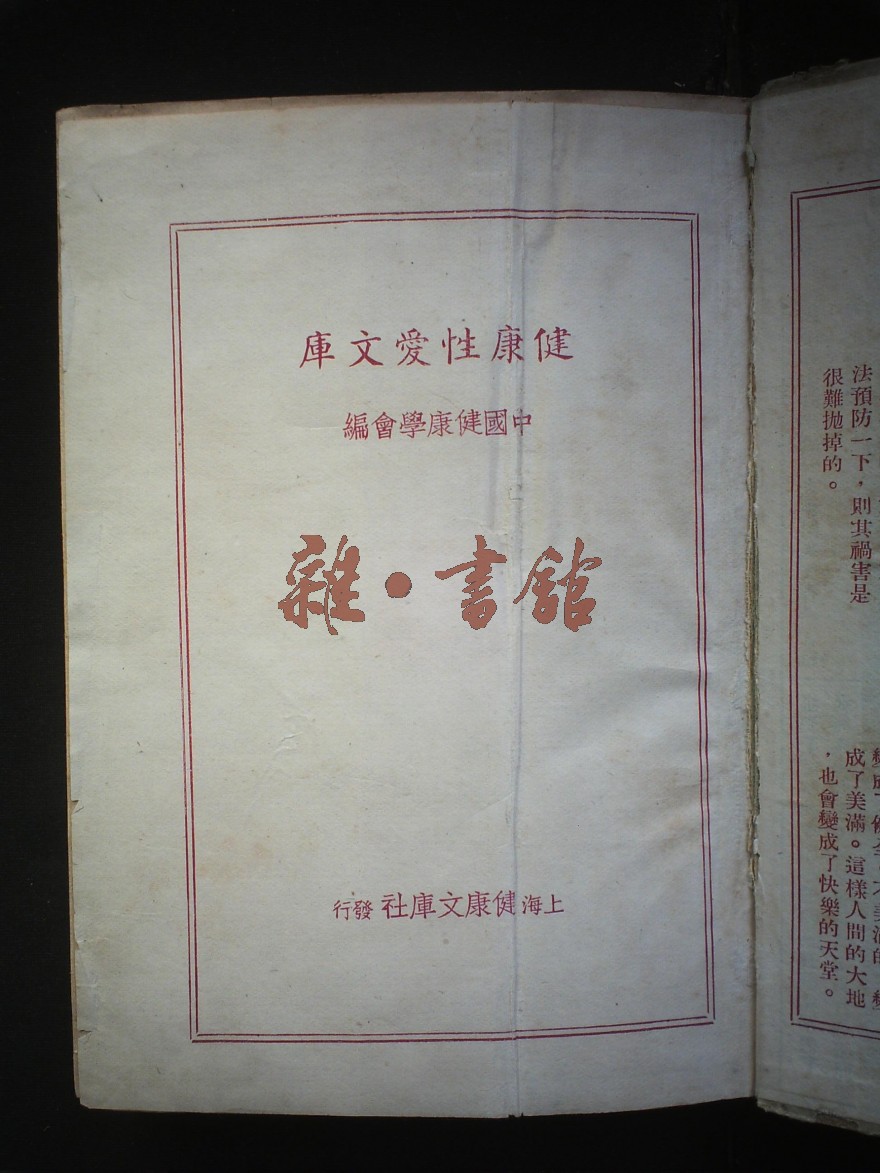 健康性愛文庫
中國健康學會編
雜·書館
上海健康文庫社發行
法預防一下，則其禍害是
很難拋掉的。
成了美滿。這樣人間的大地
，也會變成了快樂的天堂。